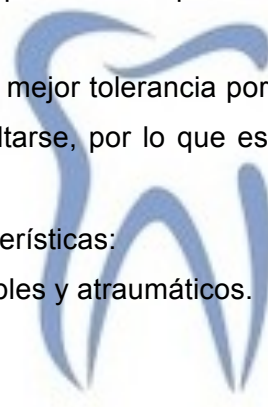 mejor tolerancia por
ltarse, por lo que es
erísticas:
bles y atraumáticos.